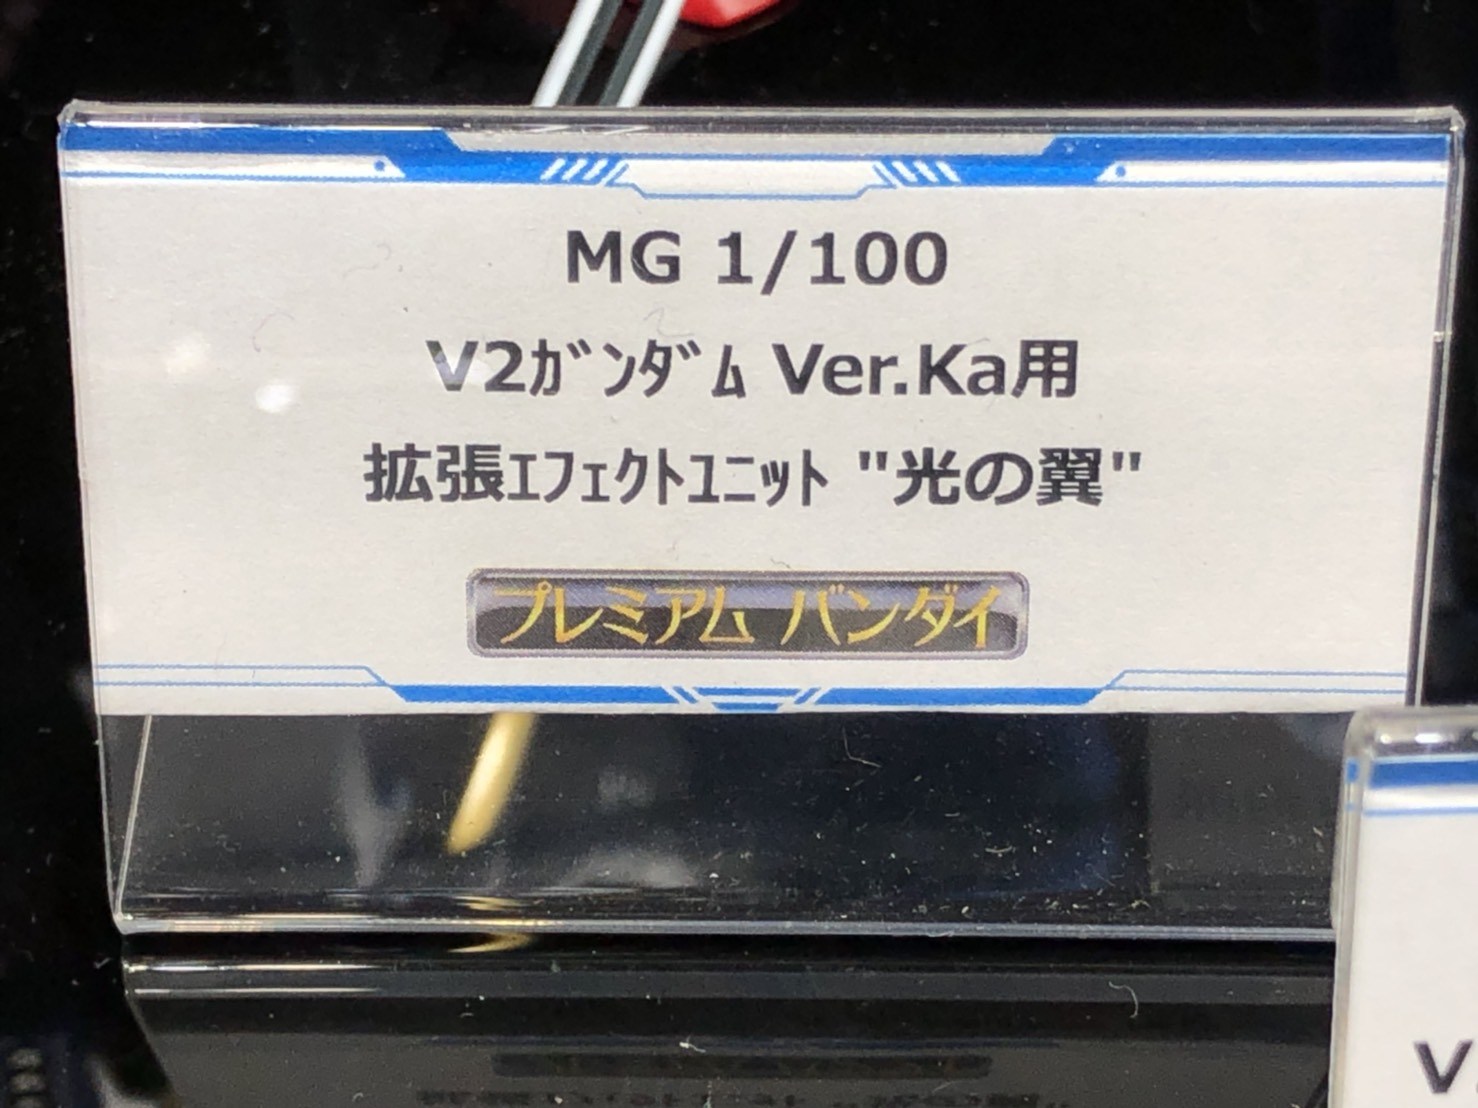 MG 1/100
V2ｶﾞﾝﾀﾞﾑ Ver.Ka用
拡張ｴﾌｪｸﾄﾕﾆｯﾄ "光の翼"
プレミアム バンダイ
V